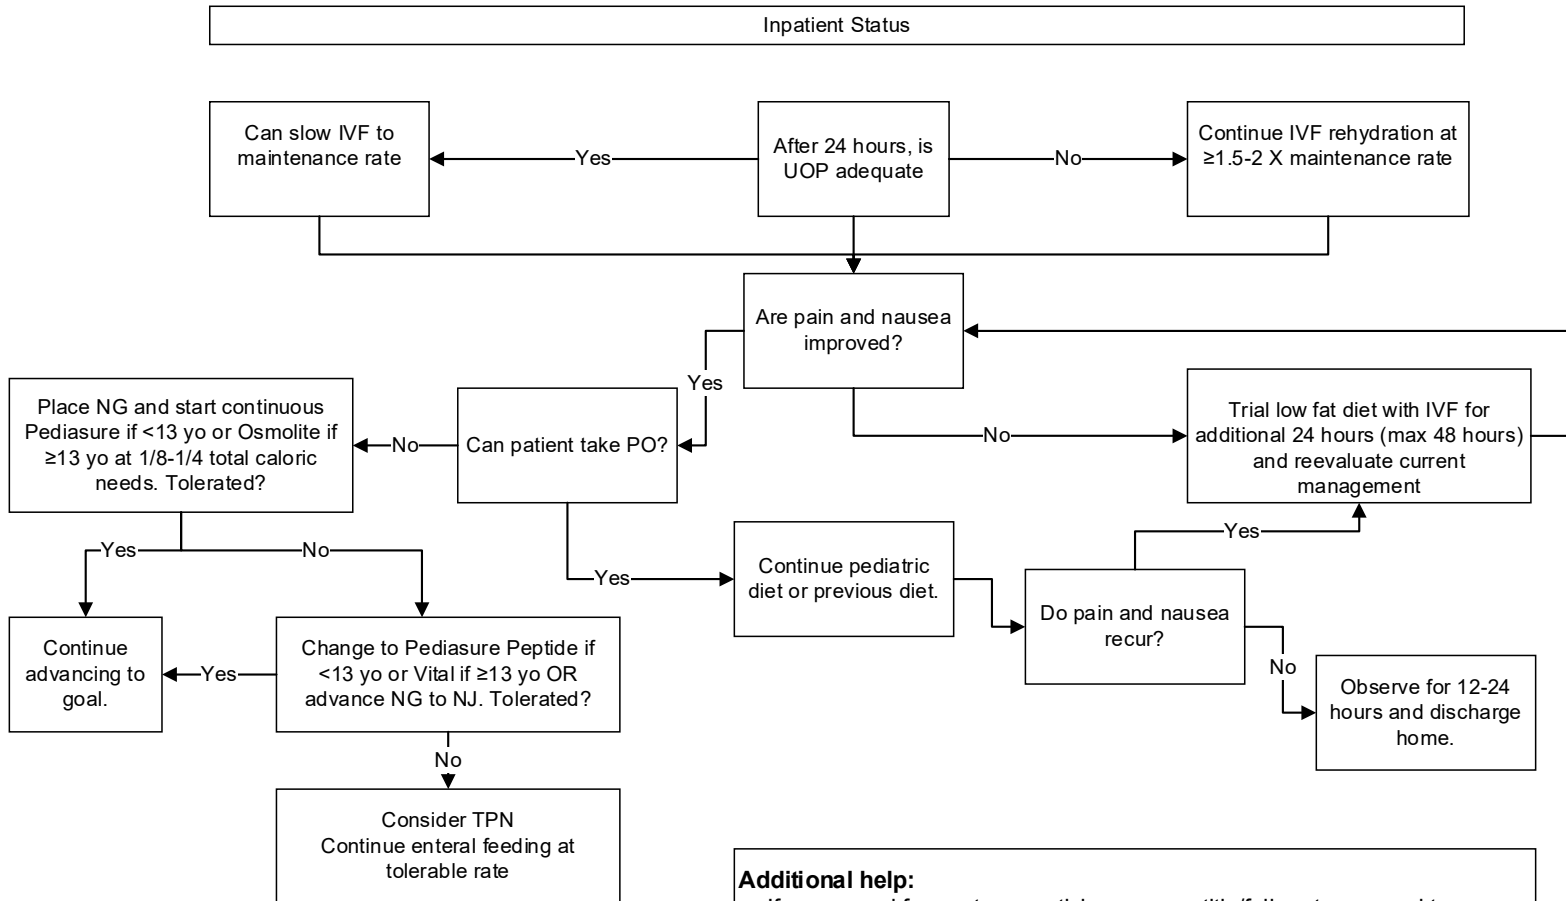 Inpatient Status
Can slow IVF to
maintenance rate
Yes
After 24 hours, is
UOP adequate
No
Continue IVF rehydration at
≥1.5-2 X maintenance rate
Are pain and nausea
improved?
Yes
No
Place NG and start continuous
Pediasure if <13 yo or Osmolite if
≥13 yo at 1/8-1/4 total caloric
needs. Tolerated?
No
Can patient take PO?
Trial low fat diet with IVF for
additional 24 hours (max 48 hours)
and reevaluate current
management
Yes
No
Yes
Continue pediatric
diet or previous diet.
Yes
Do pain and nausea
recur?
No
Observe for 12-24
hours and discharge
home.
Continue
advancing to
goal.
Yes
Change to Pediasure Peptide if
<13 yo or Vital if ≥13 yo OR
advance NG to NJ. Tolerated?
No
Consider TPN
Continue enteral feeding at
tolerable rate
Additional help: